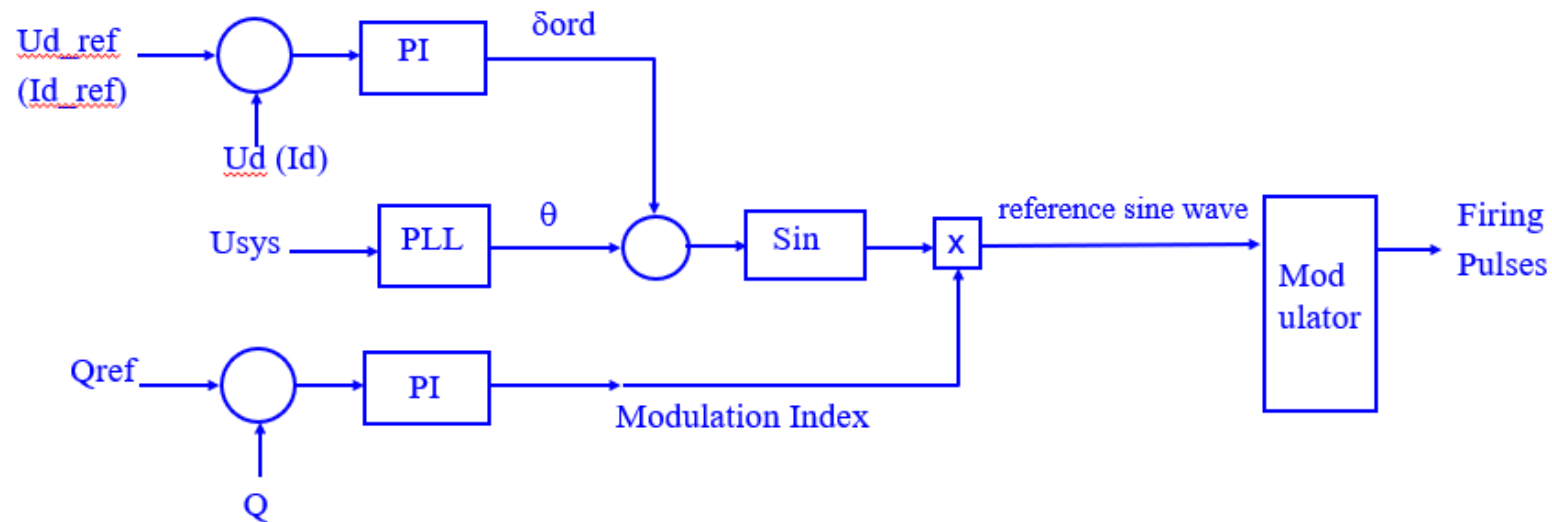 Ud_ref
(Id_ref)
PI
δord
Ud (Id)
Usys
PLL
θ
Sin
x
reference sine wave
Mod
ulator
Firing
Pulses
Qref
PI
Modulation Index
Q